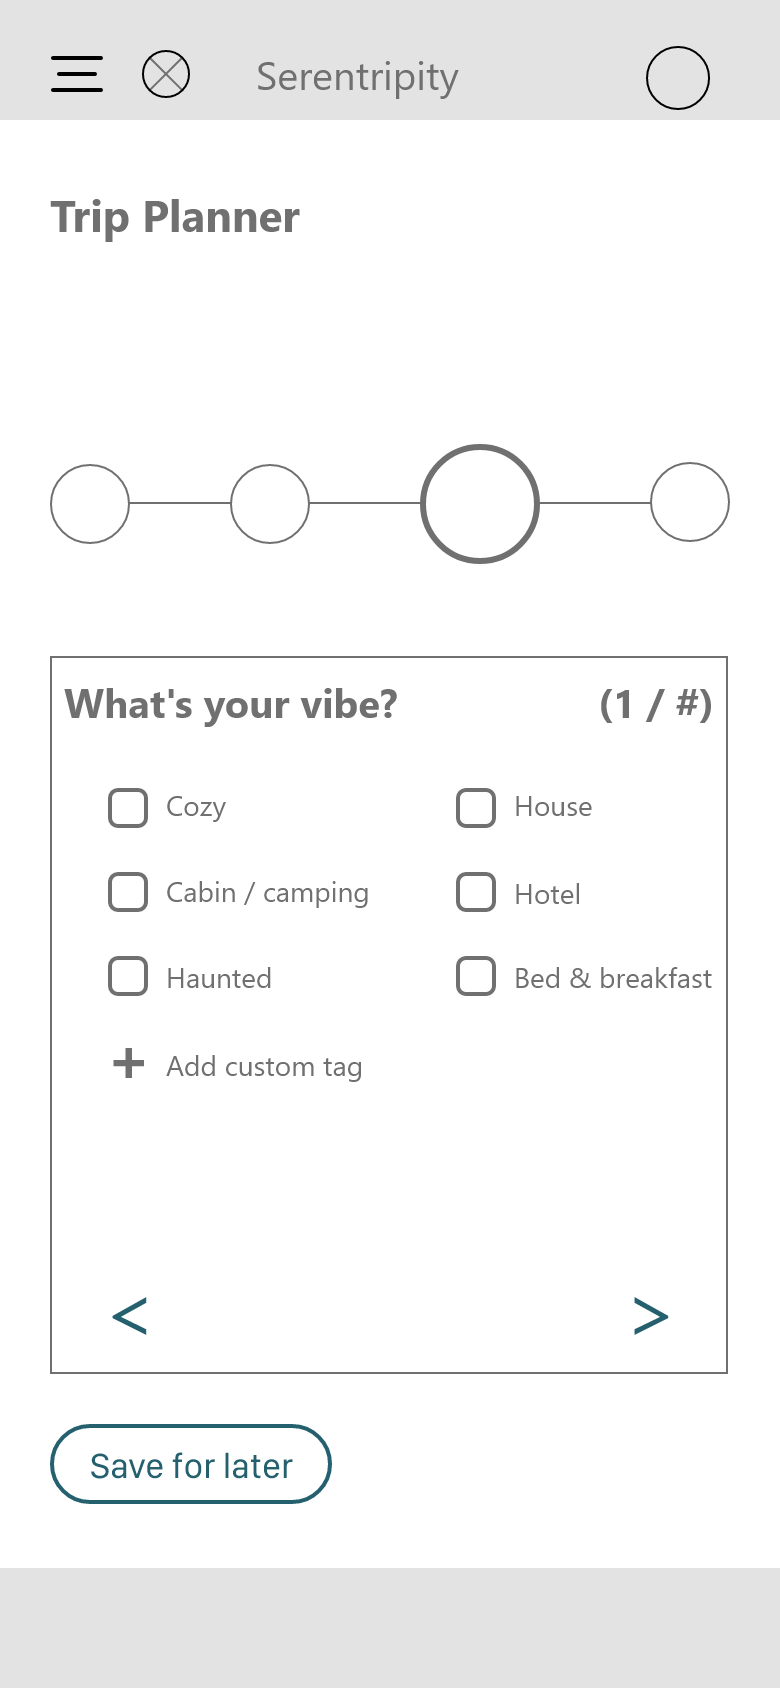 Serentripity
Trip Planner
What's your vibe? (1 / #)
Cozy House
Cabin / camping Hotel
Haunted Bed & breakfast
+ Add custom tag
< >
Save for later